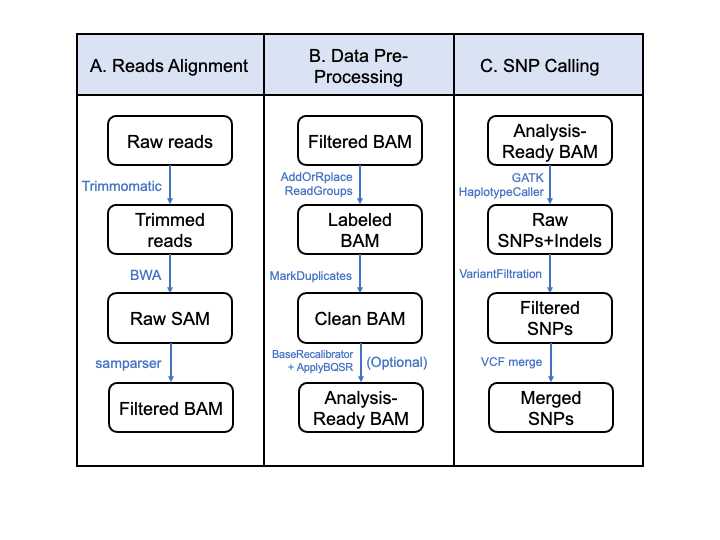 A. Reads Alignment
Raw reads
Trimmomatic
Trimmed
reads
BWA
Raw SAM
samparser
Filtered BAM
B. Data Pre-
Processing
Filtered BAM
AddOrRplace
ReadGroups
Labeled
BAM
MarkDuplicates
Clean BAM
BaseRecalibrator
+ ApplyBQSR
(Optional)
Analysis-
Ready BAM
C. SNP Calling
Analysis-
Ready BAM
GATK
HaplotypeCaller
Raw
SNPs+Indels
VariantFiltration
Filtered
SNPs
VCF merge
Merged
SNPs